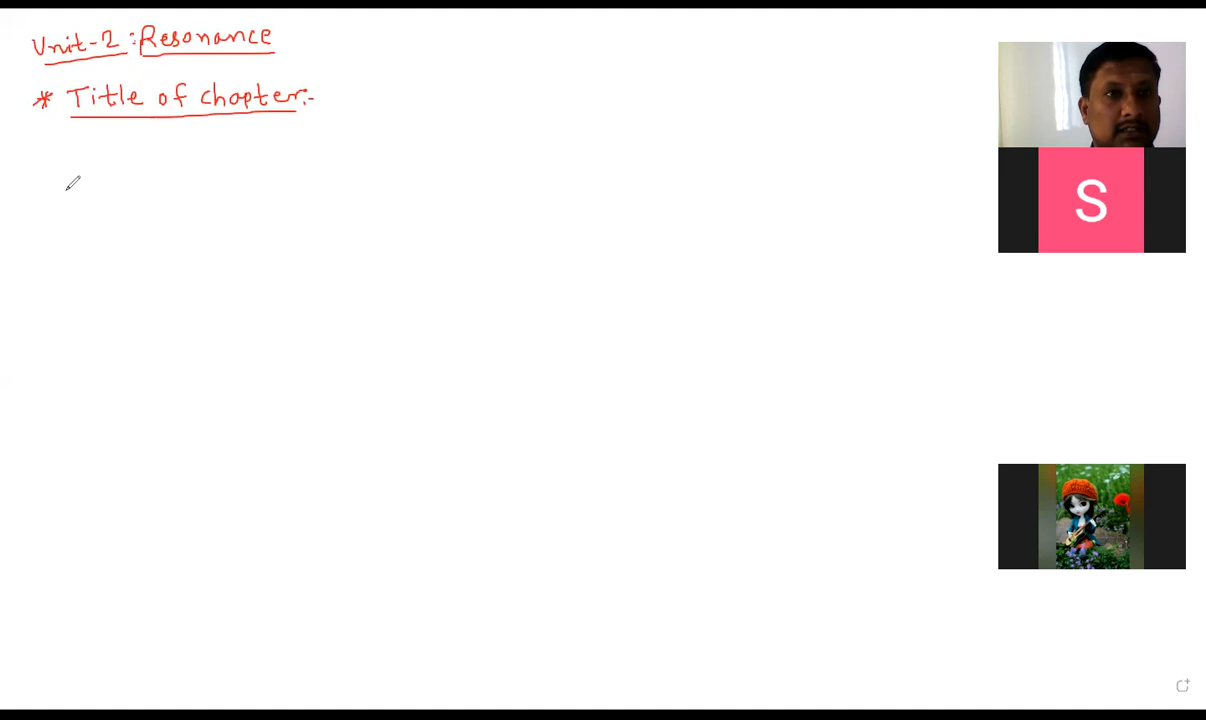 Unit-2 : Resonance
* Title of chapter:-
S